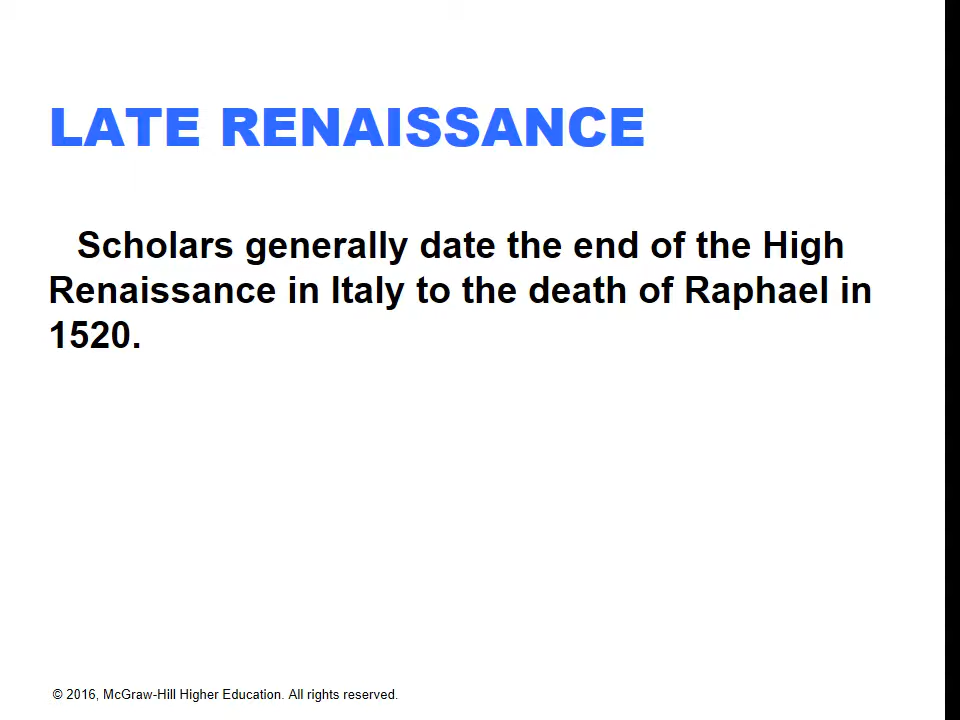 LATE RENAISSANCE
Scholars generally date the end of the High
Renaissance in Italy to the death of Raphael in
1520.
© 2016, McGraw-Hill Higher Education. All rights reserved.